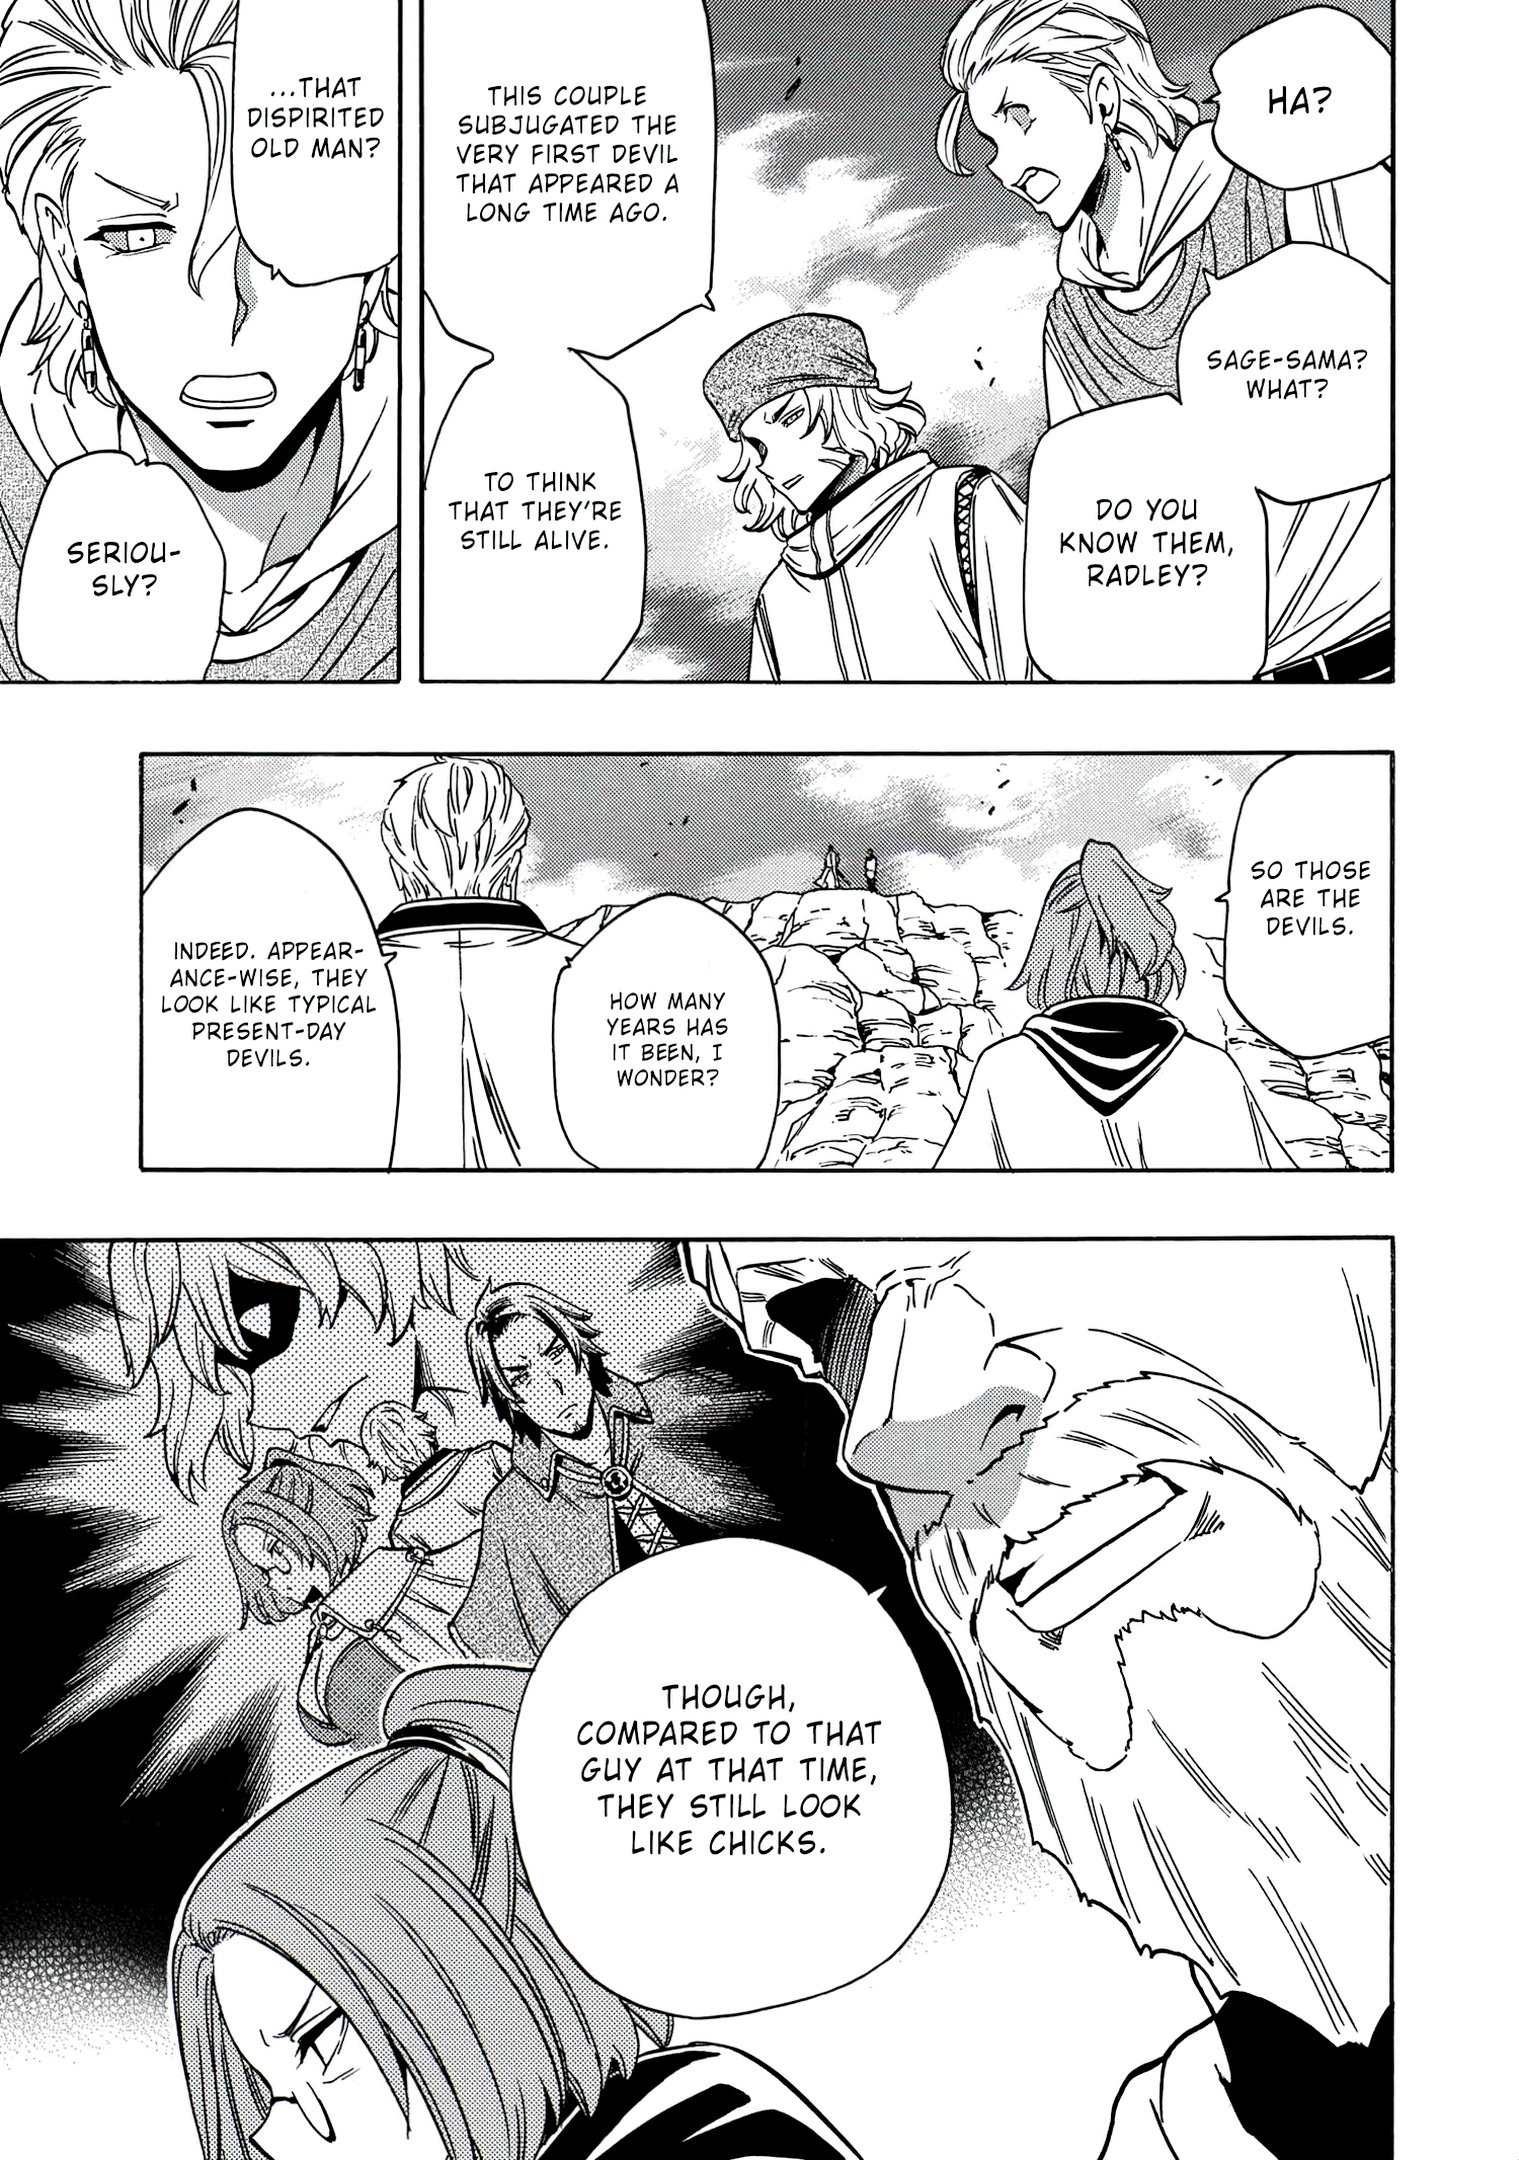 HA?
SAGE-SAMA?
WHAT?
DO YOU
KNOW THEM,
RADLEY?
THIS COUPLE
SUBJUGATED THE
VERY FIRST DEVIL
THAT APPEARED A
LONG TIME AGO.
TO THINK
THAT THEY'RE
STILL ALIVE.
...THAT
DISPIRITED
OLD MAN?
SERIOU-
SLY?
SO THOSE
ARE THE
DEVILS.
HOW MANY
YEARS HAS
IT BEEN, I
WONDER?
INDEED. APPEAR-
ANCE-WISE, THEY
LOOK LIKE TYPICAL
PRESENT-DAY
DEVILS.
THOUGH,
COMPARED TO THAT
GUY AT THAT TIME,
THEY STILL LOOK
LIKE CHICKS.